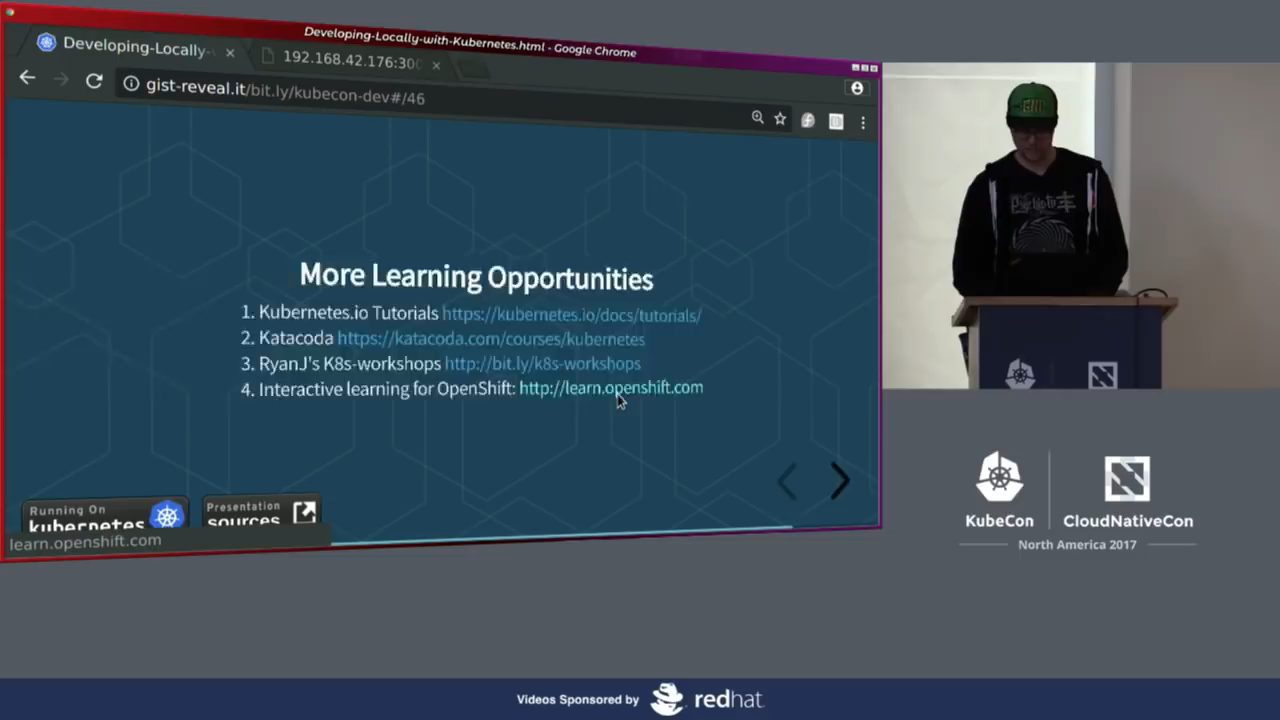 Developing-Locally-with-Kubernetes.html - Google Chrome
Developing-Locally-
192.168.42.176:300
gist-reveal.it/bit.ly/kubecon-dev#/46
More Learning Opportunities
1. Kubernetes.io Tutorials https://kubernetes.io/docs/tutorials/
2. Katacoda https://katacoda.com/courses/kubernetes
3. RyanJ's K8s-workshops http://bit.ly/k8s-workshops
4. Interactive learning for OpenShift: http://learn.openshift.com
Running On
kubernetes
Presentation
sources
learn.openshift.com
KubeCon
CloudNativeCon
North America 2017
Videos Sponsored by
redhat